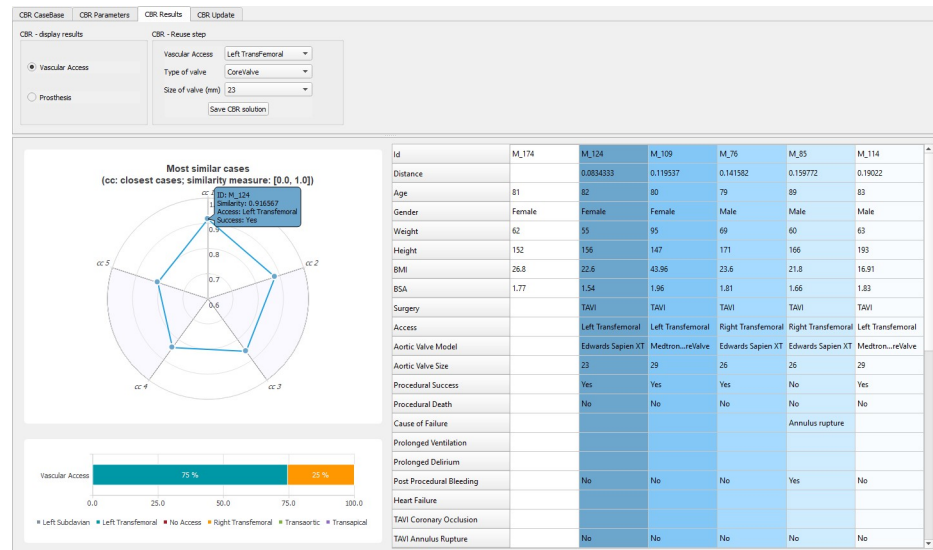 CBR CaseBase CBR Parameters CBR Results CBR Update
CBR - display results
Vascular Access
Prosthesis
CBR - Reuse step
Vascular Access Left TransFemoral
Type of valve CoreValve
Size of valve (mm) 23
Save CBR solution
Most similar cases
(cc: closest cases; similarity measure: [0.0, 1.0])
cc 1
ID: M_124
Similarity: 0.916567
Access: Left Transfemoral
Success: Yes
0.9
0.8
0.7
0.6
cc 5
cc 2
cc 4
cc 3
Vascular Access 75 % 25 %
0.0 25.0 50.0 75.0 100.0
Left Subclavian Left Transfemoral No Access Right Transfemoral Transaortic Transapical
Id M_174 M_124 M_109 M_76 M_85 M_114
Distance 0.0834333 0.119537 0.141582 0.159772 0.19022
Age 81 82 80 79 89 83
Gender Female Female Female Male Male Male
Weight 62 55 95 69 60 63
Height 152 156 147 171 166 193
BMI 26.8 22.6 43.96 23.6 21.8 16.91
BSA 1.77 1.54 1.96 1.81 1.66 1.83
Surgery TAVI TAVI TAVI TAVI TAVI
Access Left Transfemoral Left Transfemoral Right Transfemoral Right Transfemoral Left Transfemoral
Aortic Valve Model Edwards Sapien XT Medtron...reValve Edwards Sapien XT Edwards Sapien XT Medtron...reValve
Aortic Valve Size 23 29 26 26 29
Procedural Success Yes Yes Yes No Yes
Procedural Death No No No No No
Cause of Failure Annulus rupture
Prolonged Ventilation
Prolonged Delirium
Post Procedural Bleeding No No No Yes No
Heart Failure
TAVI Coronary Occlusion
TAVI Annulus Rupture No No No Yes No